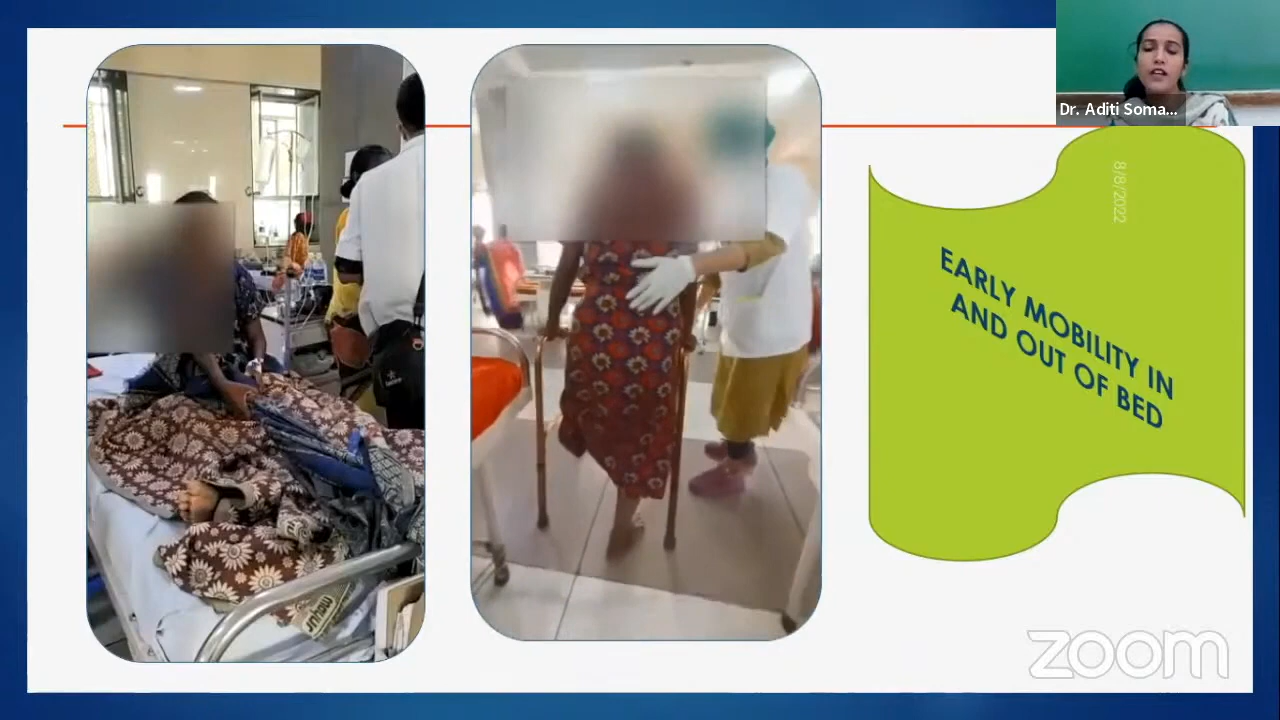 Dr. Aditi Soma...
8/8/2022
EARLY MOBILITY IN
AND OUT OF BED
zoom